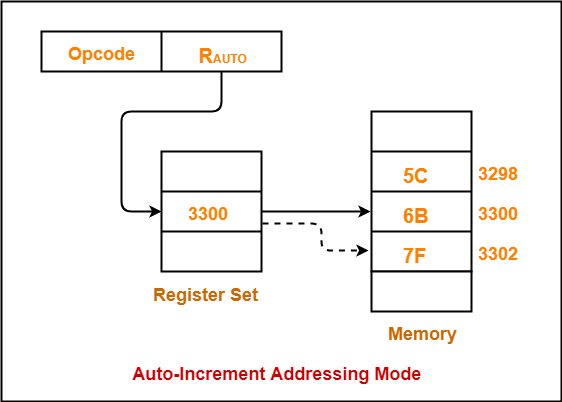 Opcode RAUTO
5C 3298
3300 6B 3300
7F 3302
Register Set
Memory
Auto-Increment Addressing Mode